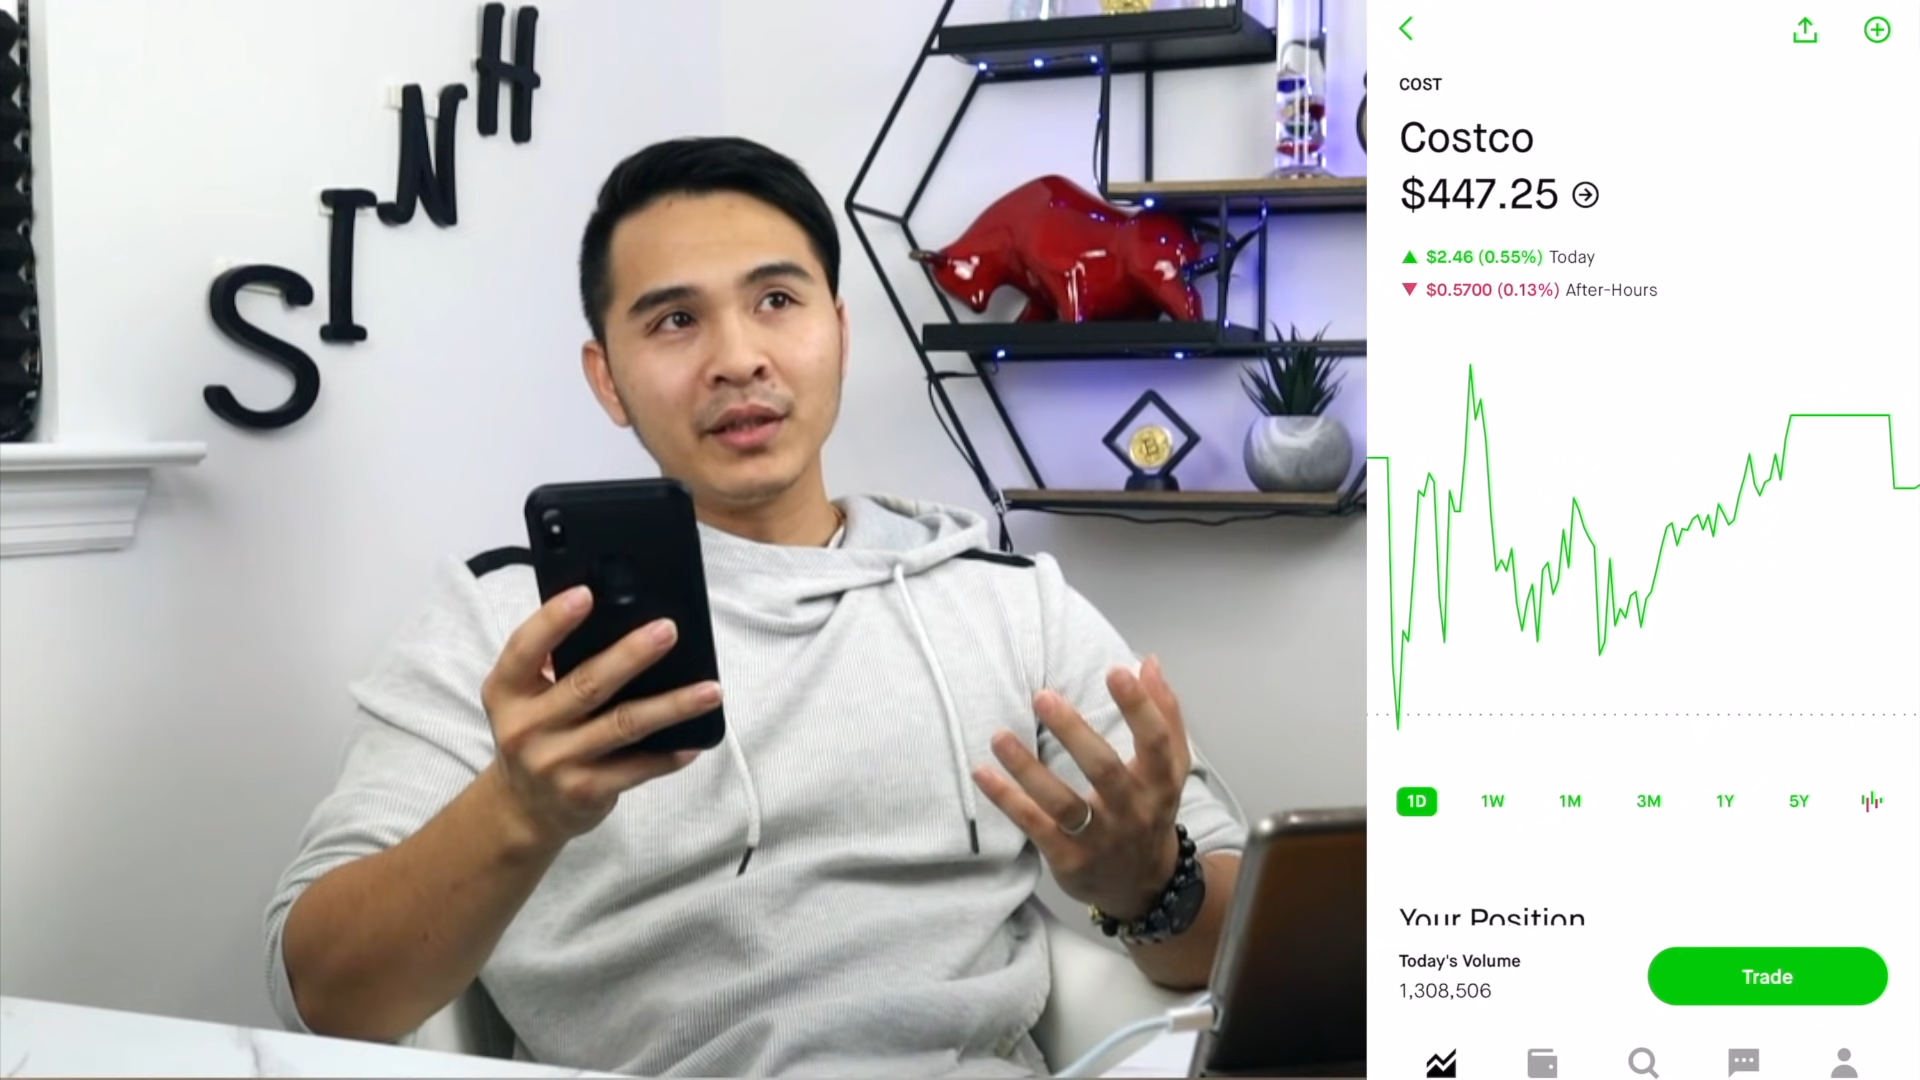 SINH
COST
Costco
$447.25
$2.46 (0.55%) Today
$0.5700 (0.13%) After-Hours
1D 1W 1M 3M 1Y 5Y
Your Position
Today's Volume
1,308,506
Trade